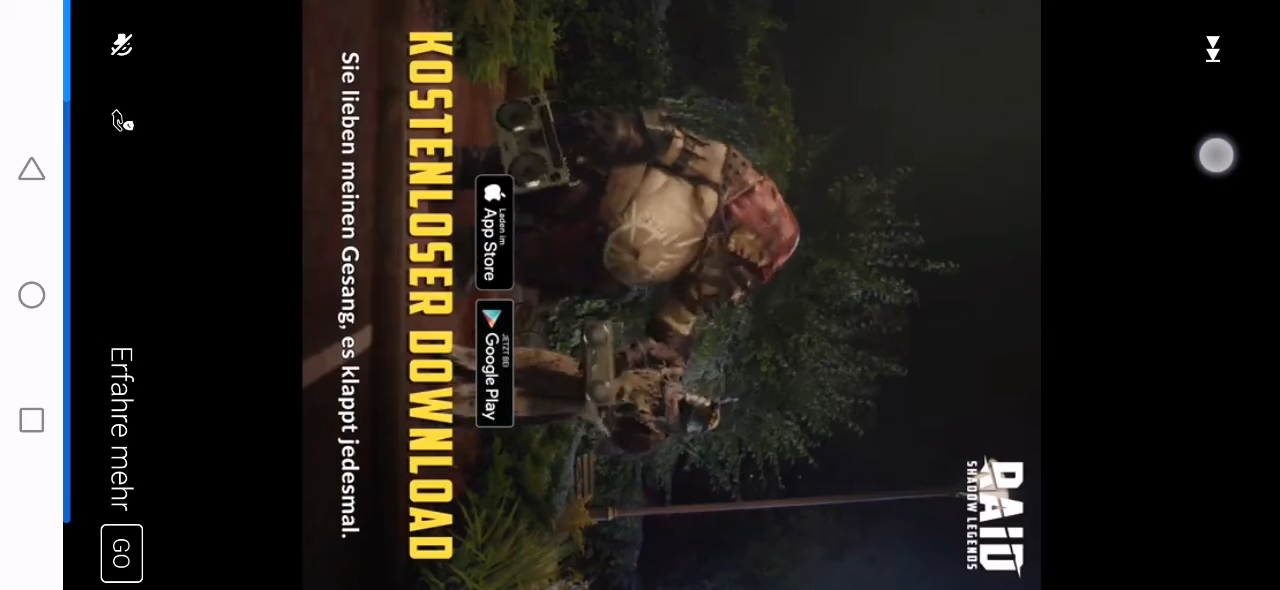 RAID
SHADOW LEGENDS
Laden im
App Store
JETZT BEI
Google Play
KOSTENLOSER DOWNLOAD
Sie lieben meinen Gesang, es klappt jedesmal.
Erfahre mehr
GO